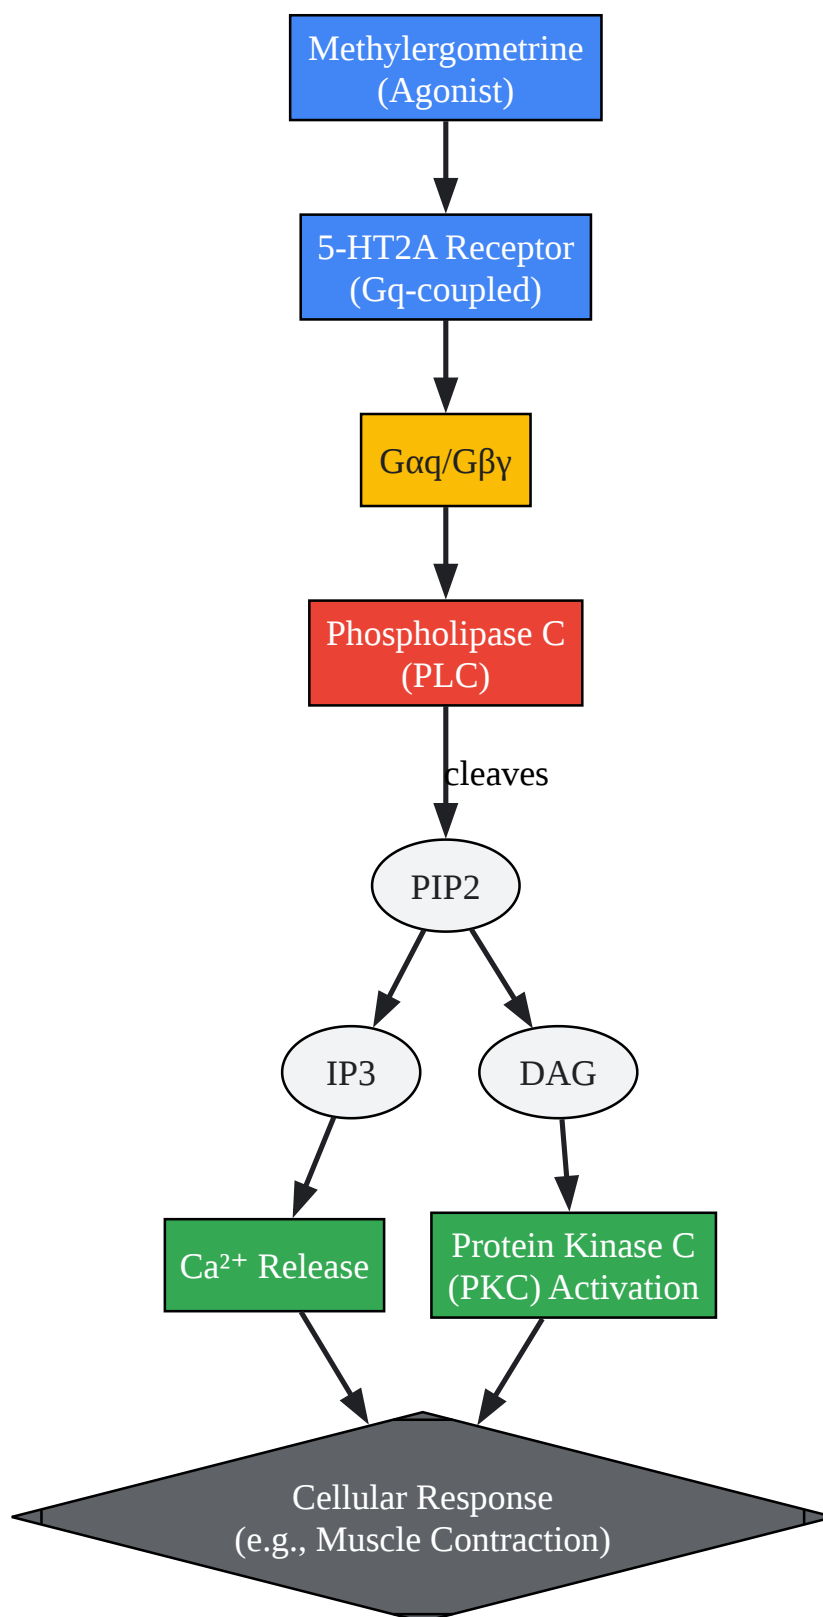 Methylergometrine
(Agonist)
5-HT2A Receptor
(Gq-coupled)
Gαq/Gβγ
Phospholipase C
(PLC)
cleaves
PIP2
IP3
DAG
Ca²⁺ Release
Protein Kinase C
(PKC) Activation
Cellular Response
(e.g., Muscle Contraction)